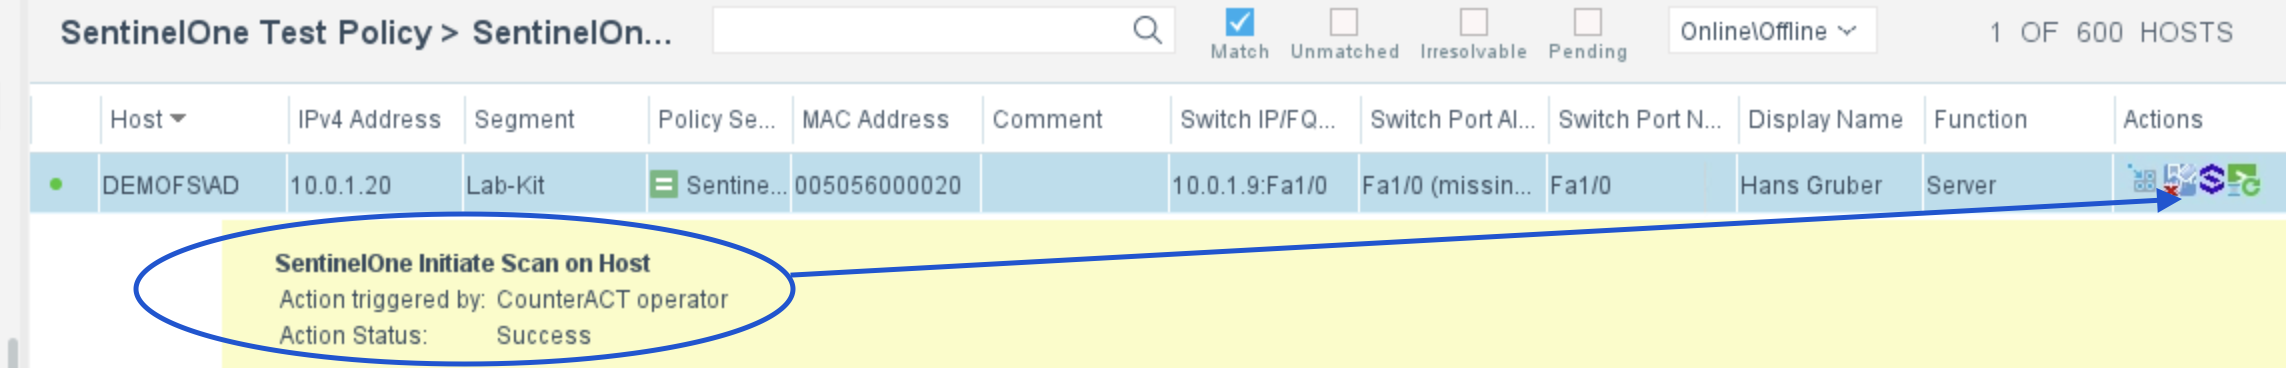 SentinelOne Test Policy > SentinelOn...
Match Unmatched Irresolvable Pending
Online\Offline
1 OF 600 HOSTS
Host IPv4 Address Segment Policy Se... MAC Address Comment Switch IP/FQ... Switch Port Al... Switch Port N... Display Name Function Actions
DEMOFS\AD 10.0.1.20 Lab-Kit Sentine... 005056000020 10.0.1.9:Fa1/0 Fa1/0 (missin... Fa1/0 Hans Gruber Server
SentinelOne Initiate Scan on Host
Action triggered by: CounterACT operator
Action Status: Success